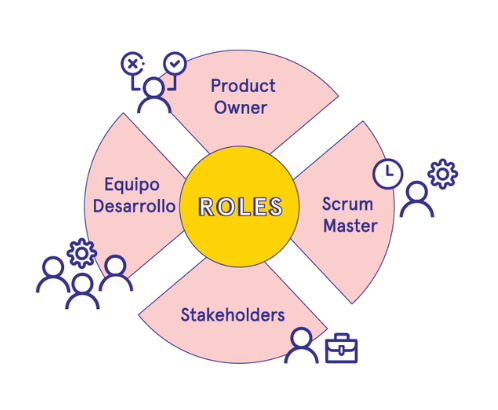 Product
Owner
Equipo
Desarrollo
ROLES
Scrum
Master
Stakeholders